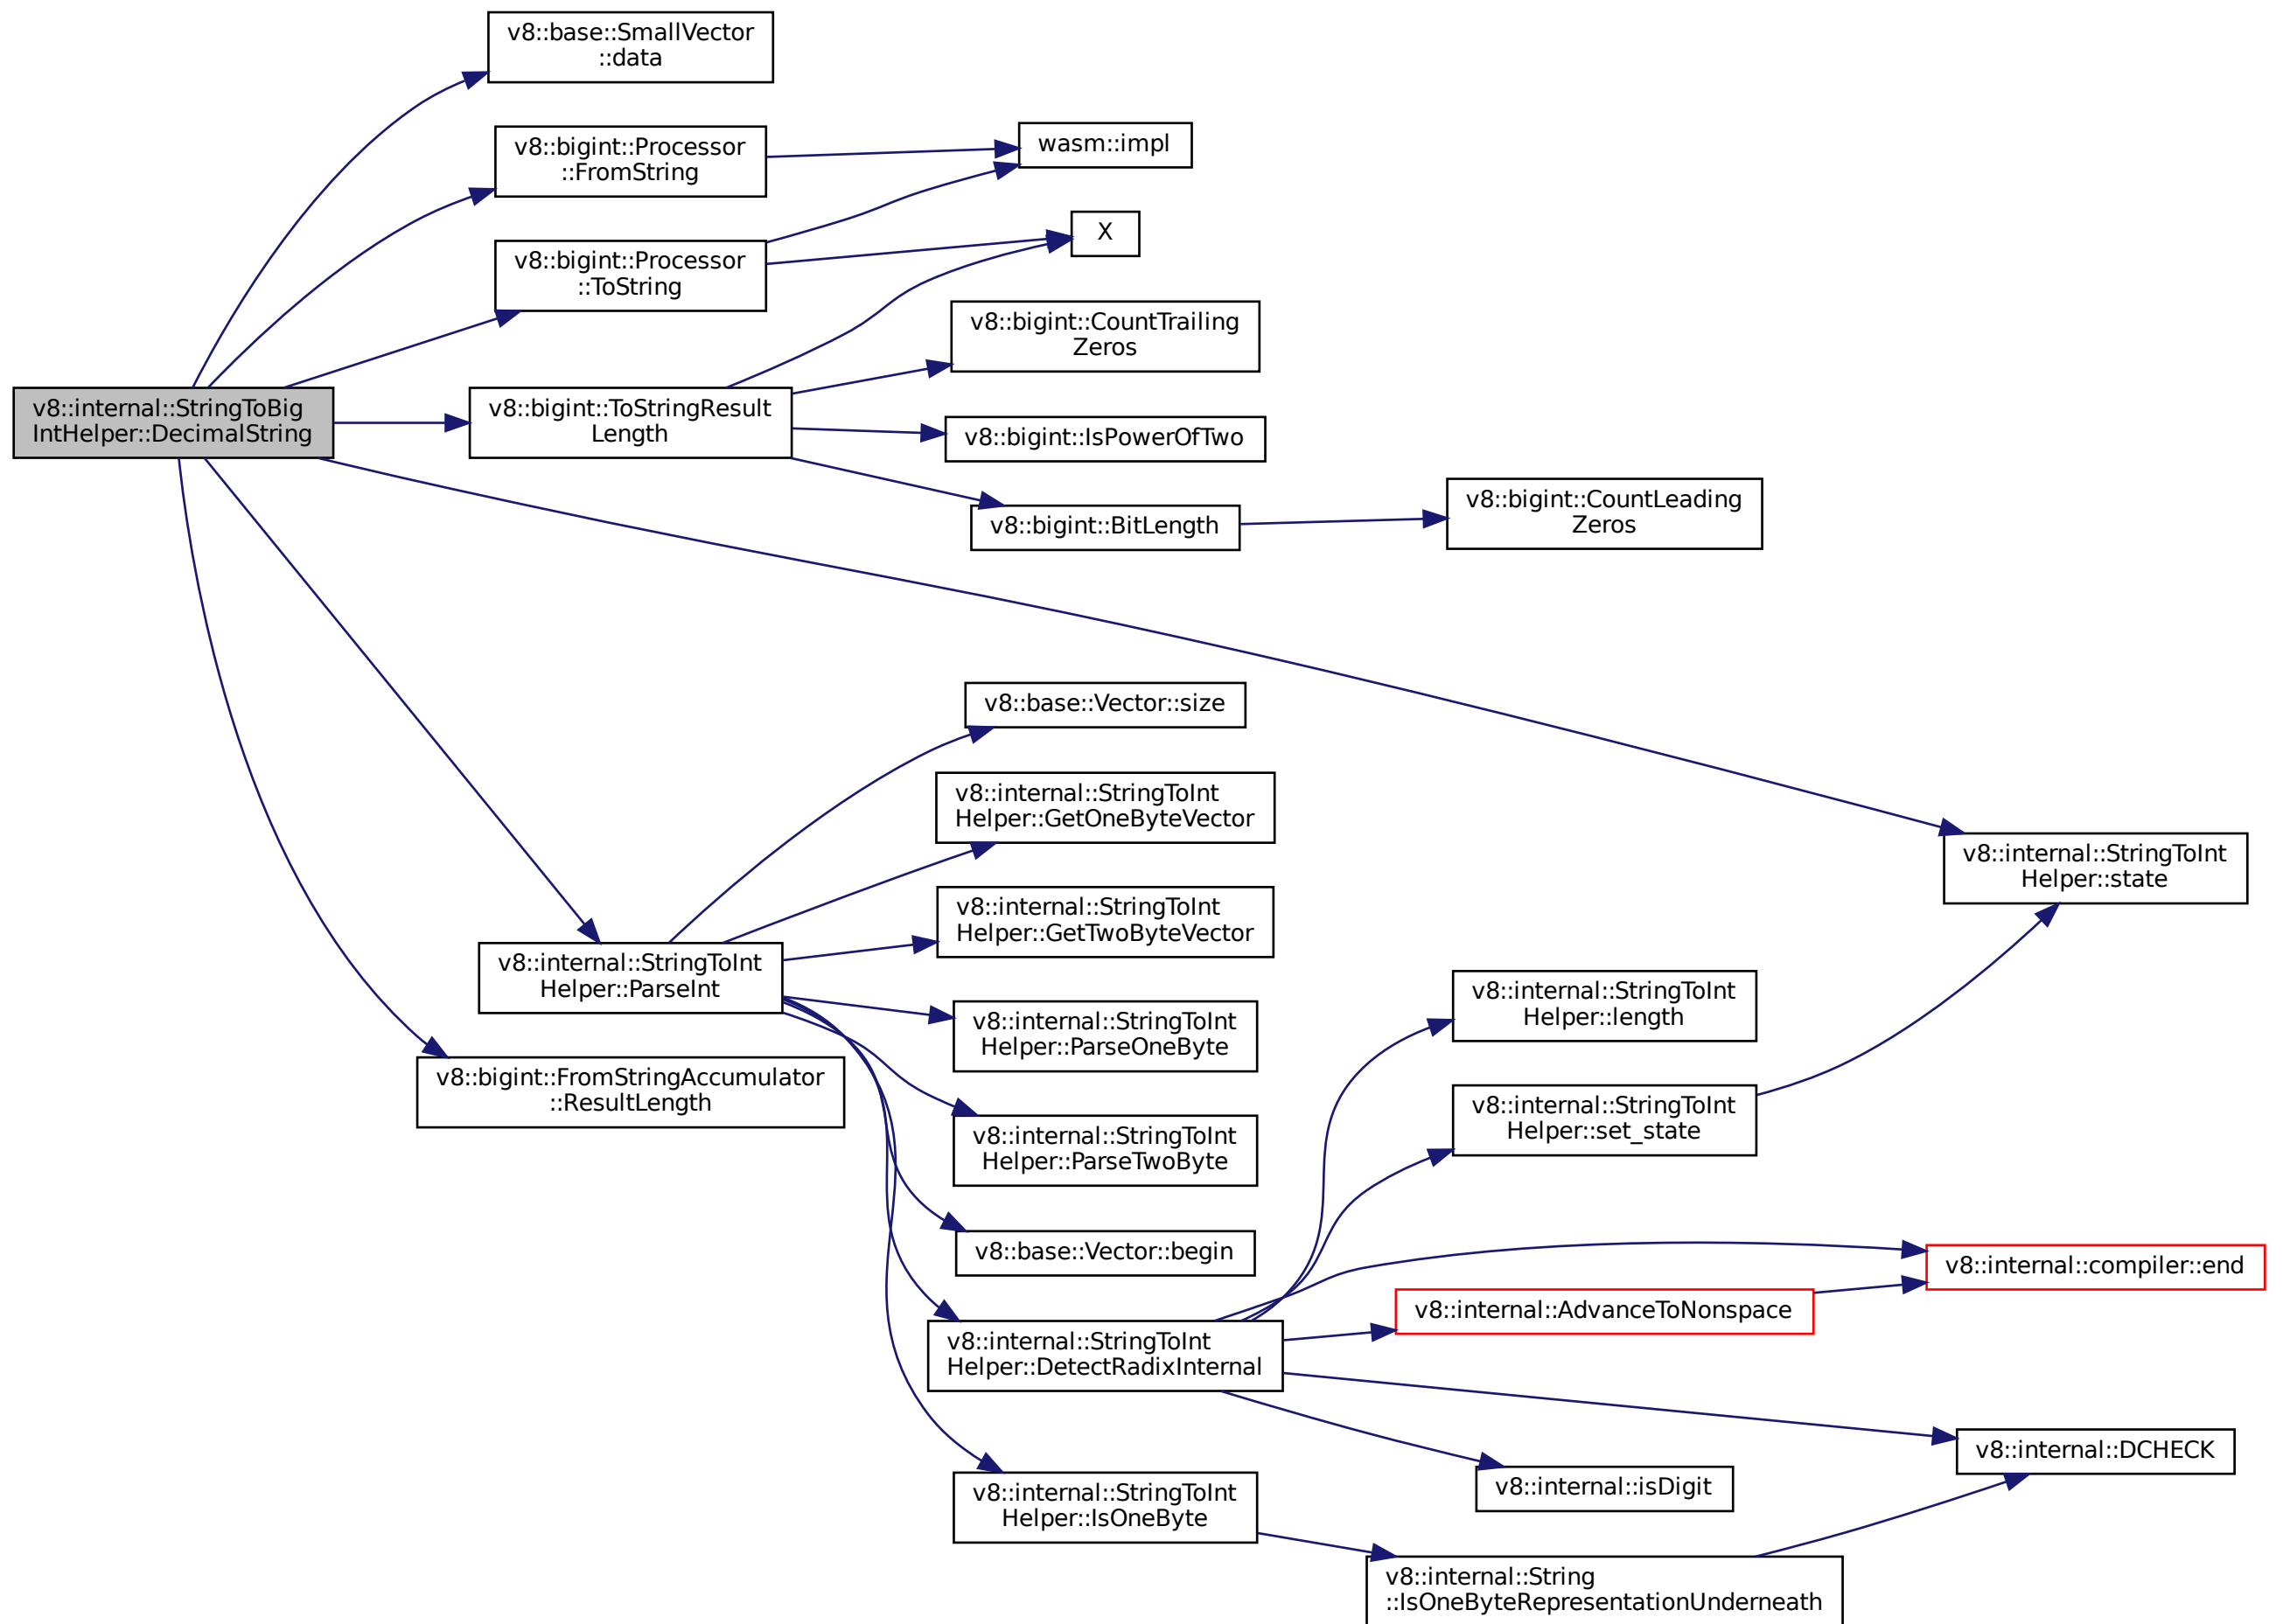 v8::base::SmallVector
::data
v8::bigint::Processor
::FromString
wasm::impl
v8::bigint::Processor
::ToString
X
v8::bigint::CountTrailing
Zeros
v8::internal::StringToBig
IntHelper::DecimalString
v8::bigint::ToStringResult
Length
v8::bigint::IsPowerOfTwo
v8::bigint::BitLength
v8::bigint::CountLeading
Zeros
v8::base::Vector::size
v8::internal::StringToInt
Helper::GetOneByteVector
v8::internal::StringToInt
Helper::state
v8::internal::StringToInt
Helper::GetTwoByteVector
v8::internal::StringToInt
Helper::ParseInt
v8::internal::StringToInt
Helper::length
v8::internal::StringToInt
Helper::ParseOneByte
v8::bigint::FromStringAccumulator
::ResultLength
v8::internal::StringToInt
Helper::set_state
v8::internal::StringToInt
Helper::ParseTwoByte
v8::base::Vector::begin
v8::internal::compiler::end
v8::internal::AdvanceToNonspace
v8::internal::StringToInt
Helper::DetectRadixInternal
v8::internal::DCHECK
v8::internal::isDigit
v8::internal::StringToInt
Helper::IsOneByte
v8::internal::String
::IsOneByteRepresentationUnderneath